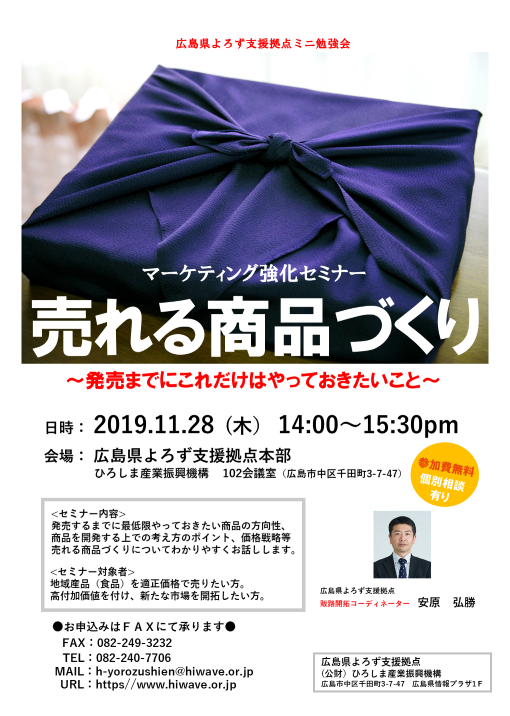 広島県よろず支援拠点ミニ勉強会
マーケティング強化セミナー
売れる商品づくり
～発売までにこれだけはやっておきたいこと～
日時： 2019.11.28（木） 14:00～15:30pm
会場： 広島県よろず支援拠点本部
ひろしま産業振興機構　102会議室（広島市中区千田町3-7-47）
参加費無料
個別相談
有り
<セミナー内容>
発売するまでに最低限やっておきたい商品の方向性、
商品を開発する上での考え方のポイント、価格戦略等
売れる商品づくりについてわかりやすくお話しします。
<セミナー対象者>
地域産品（食品）を適正価格で売りたい方。
高付加価値を付け、新たな市場を開拓したい方。
広島県よろず支援拠点
販路開拓コーディネーター　安原　弘勝
●お申込みはＦＡＸにて承ります●
FAX：082-249-3232
TEL：082-240-7706
MAIL：h-yorozushien@hiwave.or.jp
URL：https//www.hiwave.or.jp
広島県よろず支援拠点
（公財）ひろしま産業振興機構
広島市中区千田町3-7-47　広島県情報プラザ1Ｆ